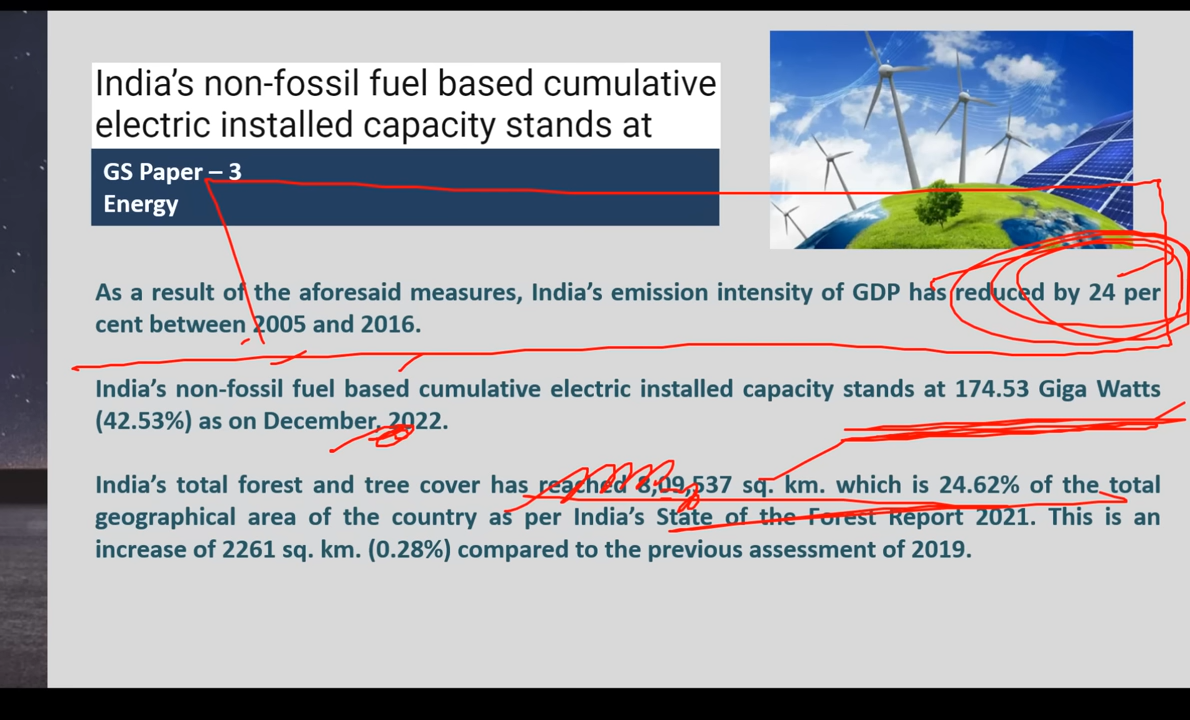 India’s non-fossil fuel based cumulative
electric installed capacity stands at
GS Paper – 3
Energy
As a result of the aforesaid measures, India’s emission intensity of GDP has reduced by 24 per
cent between 2005 and 2016.
India’s non-fossil fuel based cumulative electric installed capacity stands at 174.53 Giga Watts
(42.53%) as on December, 2022.
India’s total forest and tree cover has reached 8,09,537 sq. km. which is 24.62% of the total
geographical area of the country as per India’s State of the Forest Report 2021. This is an
increase of 2261 sq. km. (0.28%) compared to the previous assessment of 2019.